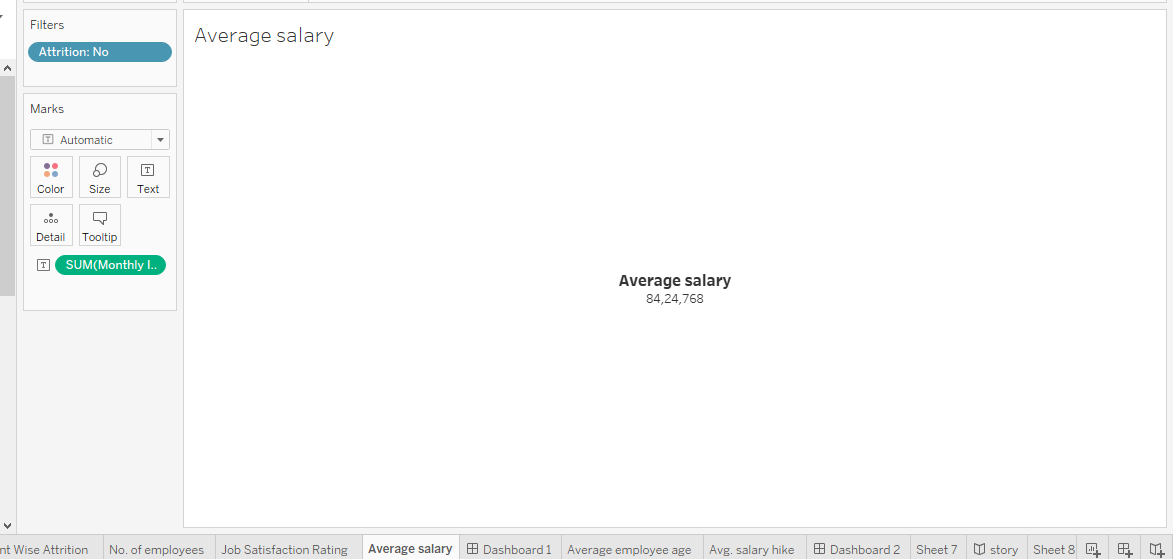 Filters
Attrition: No
Average salary
Marks
Automatic
Color
Size
Text
Detail
Tooltip
SUM(Monthly I..
Average salary
84,24,768
nt Wise Attrition
No. of employees
Job Satisfaction Rating
Average salary
Dashboard 1
Average employee age
Avg. salary hike
Dashboard 2
Sheet 7
story
Sheet 8